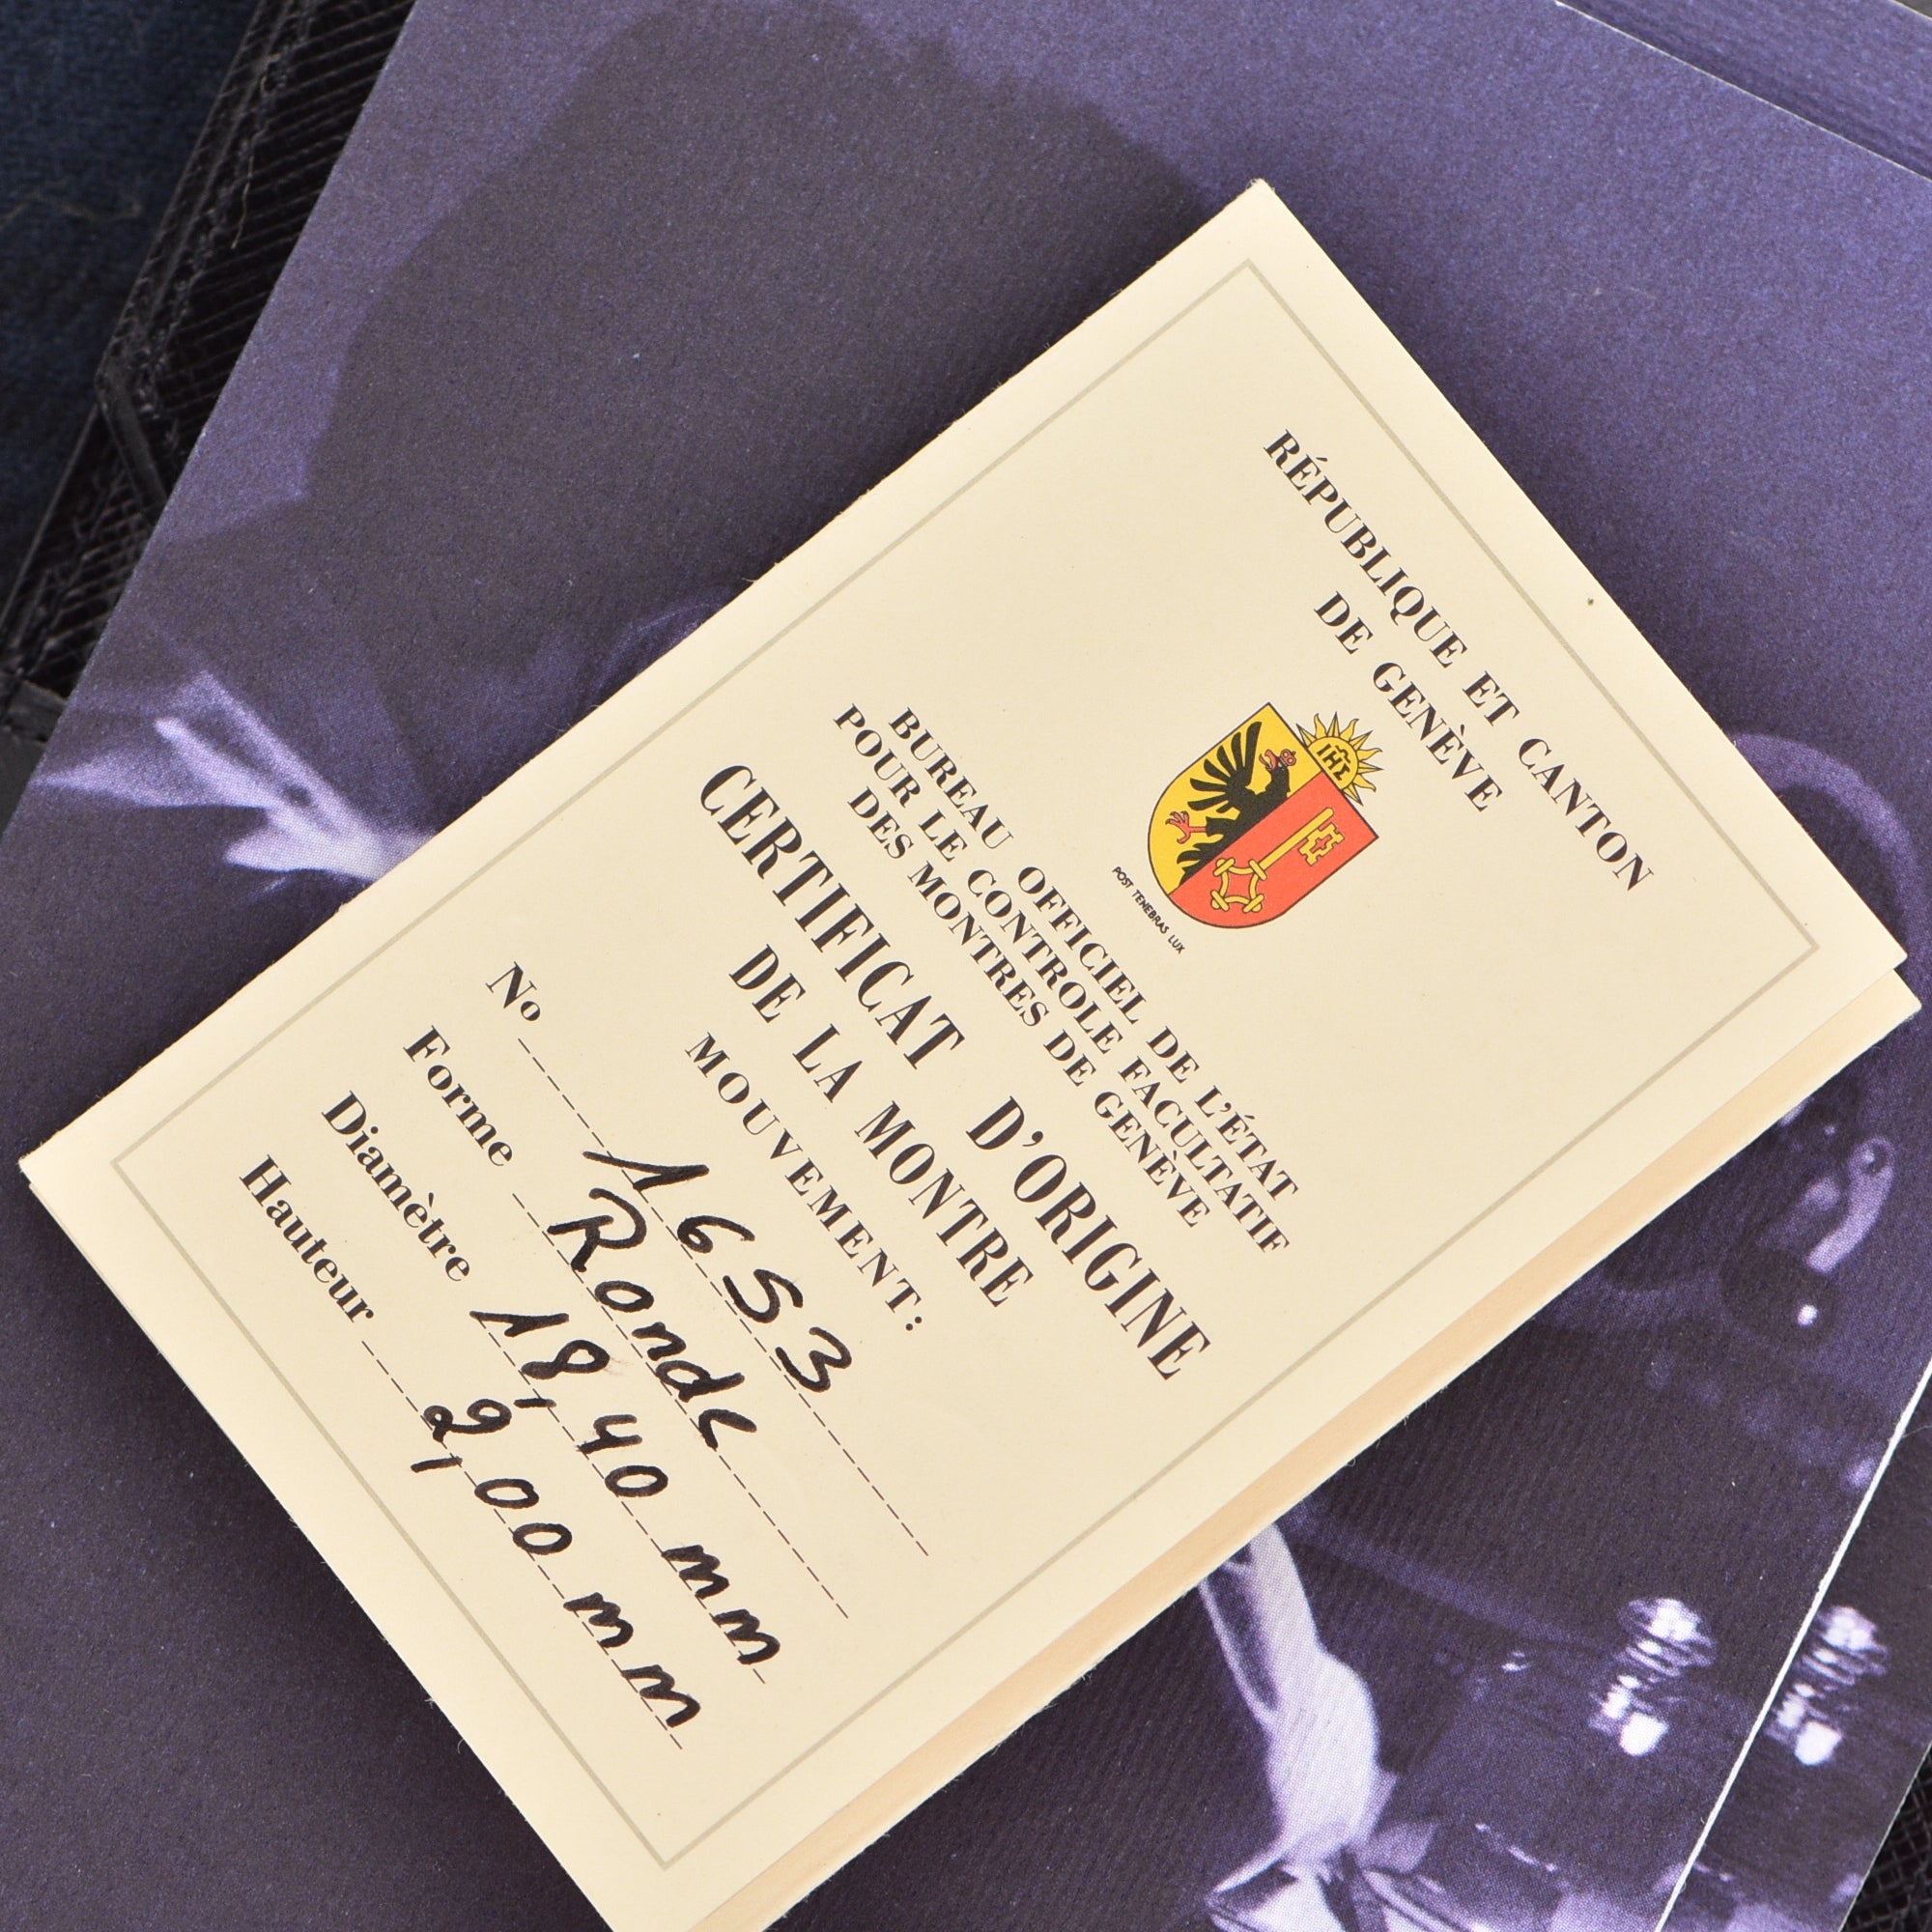 RÉPUBLIQUE ET CANTON
DE GENÈVE
IHS
POST TENEBRAS LUX
BUREAU OFFICIEL DE L'ÉTAT
POUR LE CONTROLE FACULTATIF
DES MONTRES DE GENÈVE
CERTIFICAT D'ORIGINE
DE LA MONTRE
MOUVEMENT:
No 1653
Forme Ronde
Diamètre 18,40 mm
Hauteur 2,00 mm